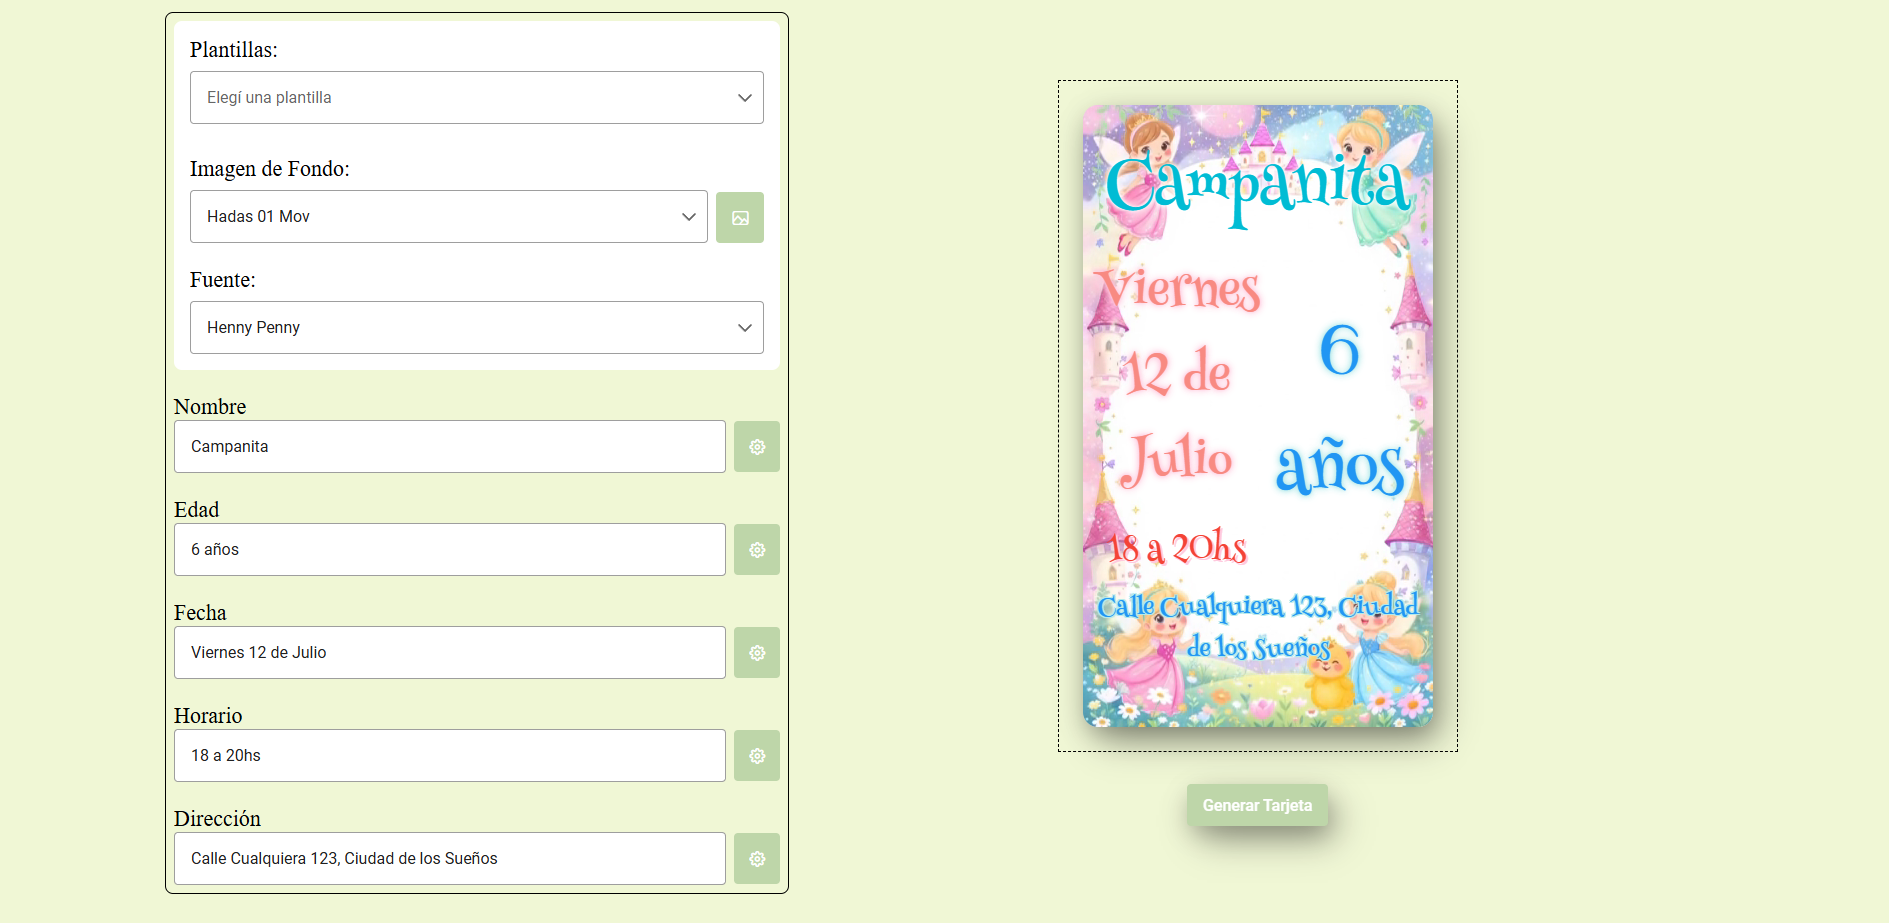 Plantillas:
Elegí una plantilla
Imagen de Fondo:
Hadas 01 Mov
Fuente:
Henny Penny
Nombre
Campanita
Edad
6 años
Fecha
Viernes 12 de Julio
Horario
18 a 20hs
Dirección
Calle Cualquiera 123, Ciudad de los Sueños
Campanita
Viernes
12 de
Julio
6
años
18 a 20hs
Calle Cualquiera 123, Ciudad
de los Sueños
Generar Tarjeta